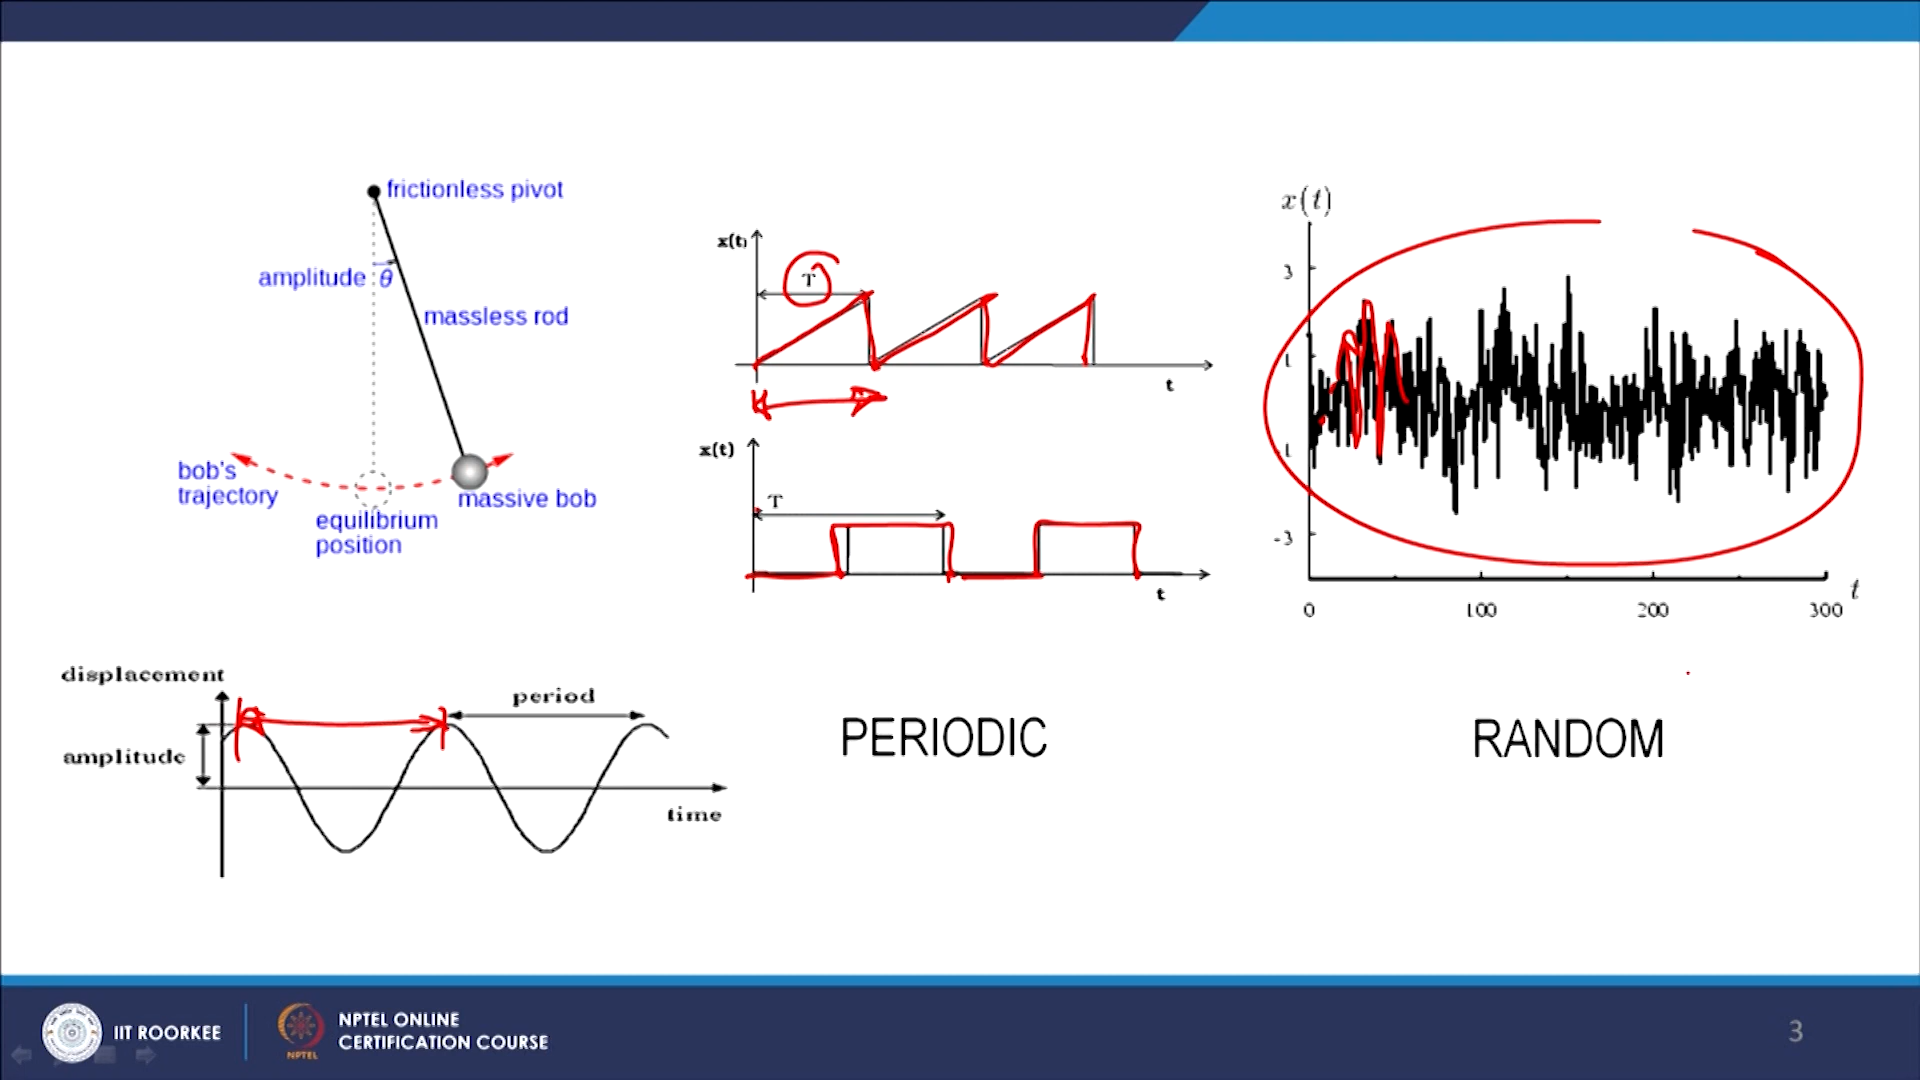 frictionless pivot
amplitude θ
massless rod
bob's
trajectory
massive bob
equilibrium
position
displacement
period
amplitude
time
x(t)
T
t
x(t)
T
t
PERIODIC
x(t)
3
1
-1
-3
0 100 200 300
t
RANDOM
IIT ROORKEE
NPTEL
NPTEL ONLINE
CERTIFICATION COURSE
3